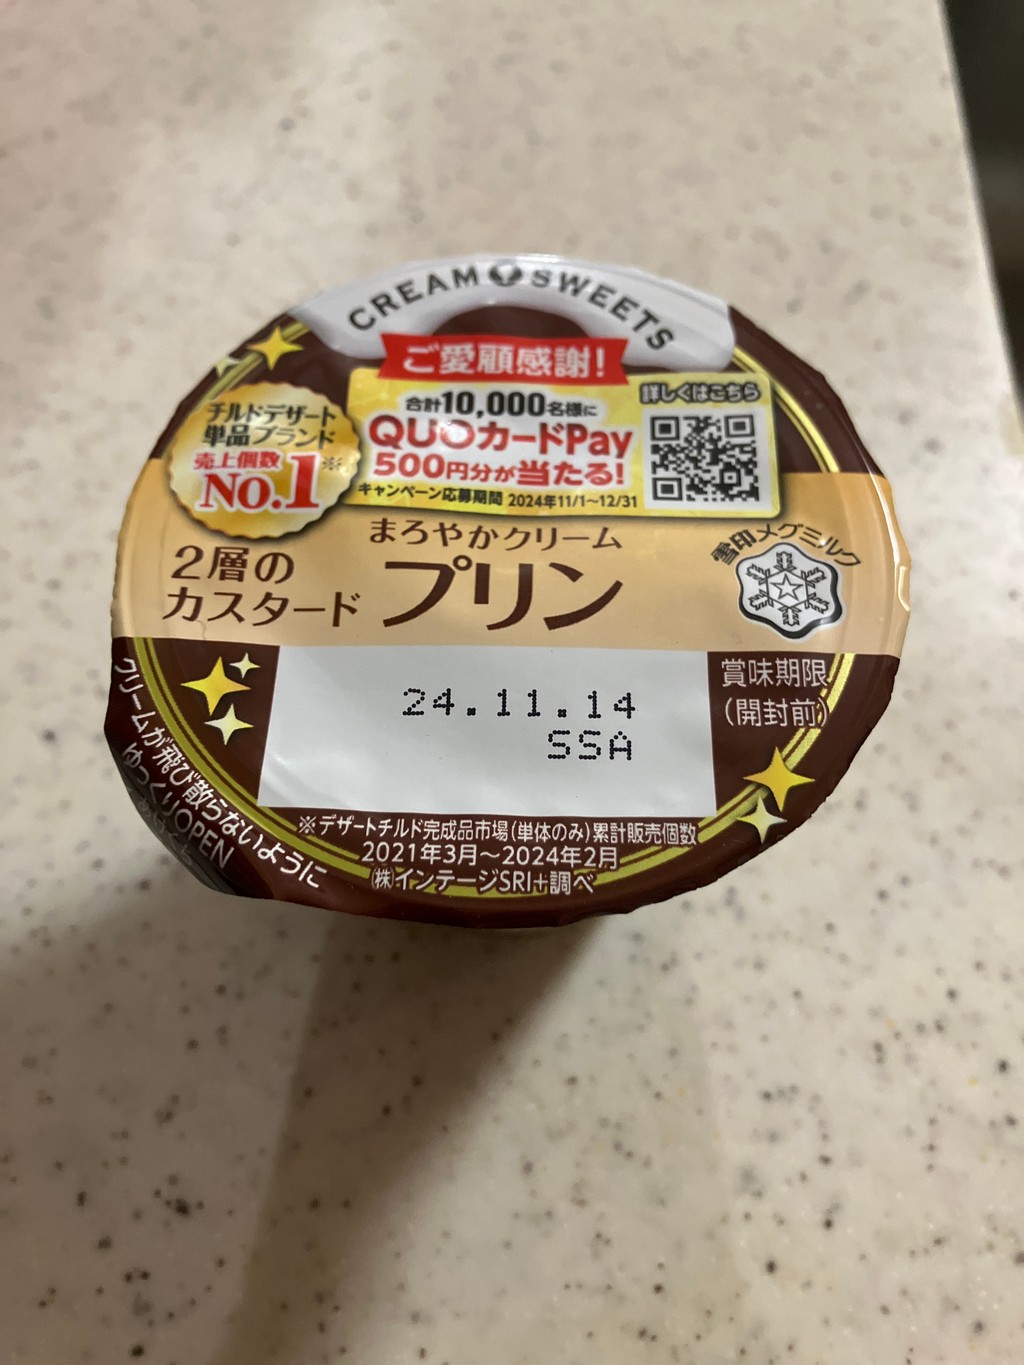 CREAM SWEETS
ご愛顧感謝!
チルドデザート
単品ブランド
売上個数
No.1※
合計10,000名様に
QUOカードPay
500円分が当たる!
キャンペーン応募期間 2024年11/1~12/31
詳しくはこちら
まろやかクリーム
2層の
カスタード
プリン
雪印メグミルク
24.11.14
SSA
賞味期限
(開封前)
クリームが飛び散らないように
ゆっくりOPEN
※デザートチルド完成品市場(単体のみ)累計販売個数
2021年3月~2024年2月
㈱インテージSRI+調べ